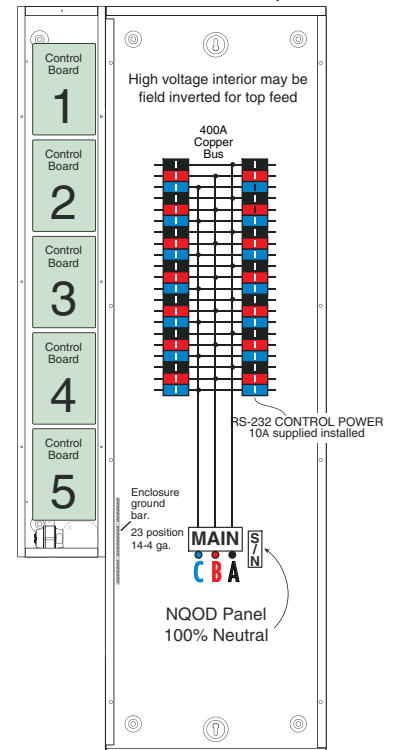 Control
Board
1
Control
Board
2
Control
Board
3
Control
Board
4
Control
Board
5
High voltage interior may be
field inverted for top feed
400A
Copper
Bus
RS-232 CONTROL POWER
10A supplied installed
Enclosure
ground
bar.
23 position
14-4 ga.
MAIN
S/N
C B A
NQOD Panel
100% Neutral